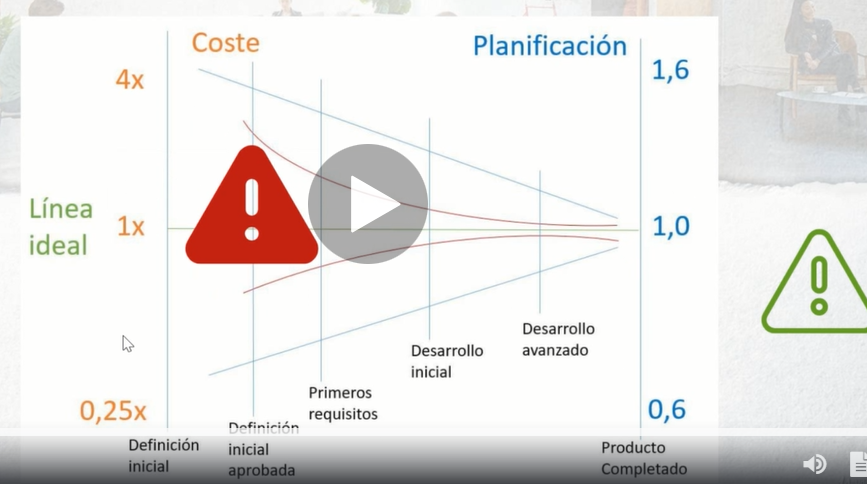 Coste
Planificación
4x
1,6
Línea
ideal
1x
1,0
Desarrollo
avanzado
Desarrollo
inicial
Primeros
requisitos
0,25x
0,6
Definición
inicial
Definición
inicial
aprobada
Producto
Completado